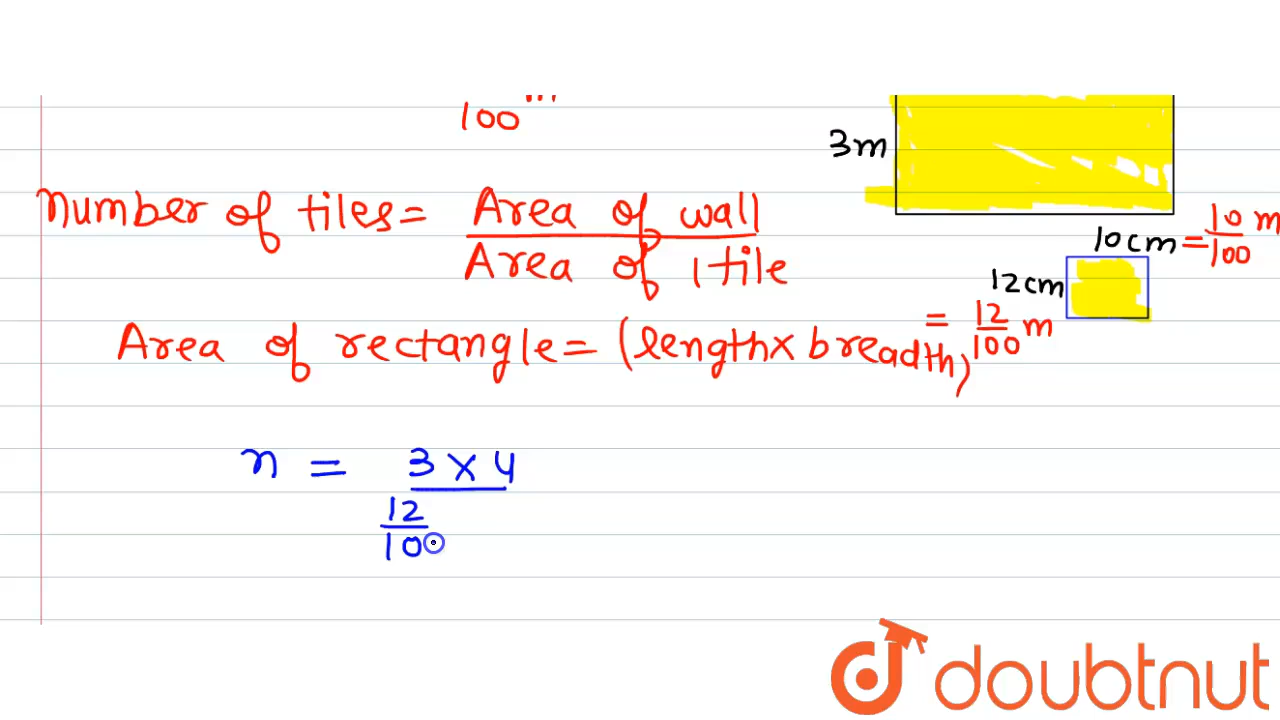 100 m
3m
Number of tiles = Area of wall / Area of 1 tile
10cm = 10/100 m
12cm
= 12/100 m
Area of rectangle = (length × breadth)
n = 3 × 4
12/100
doubtnut